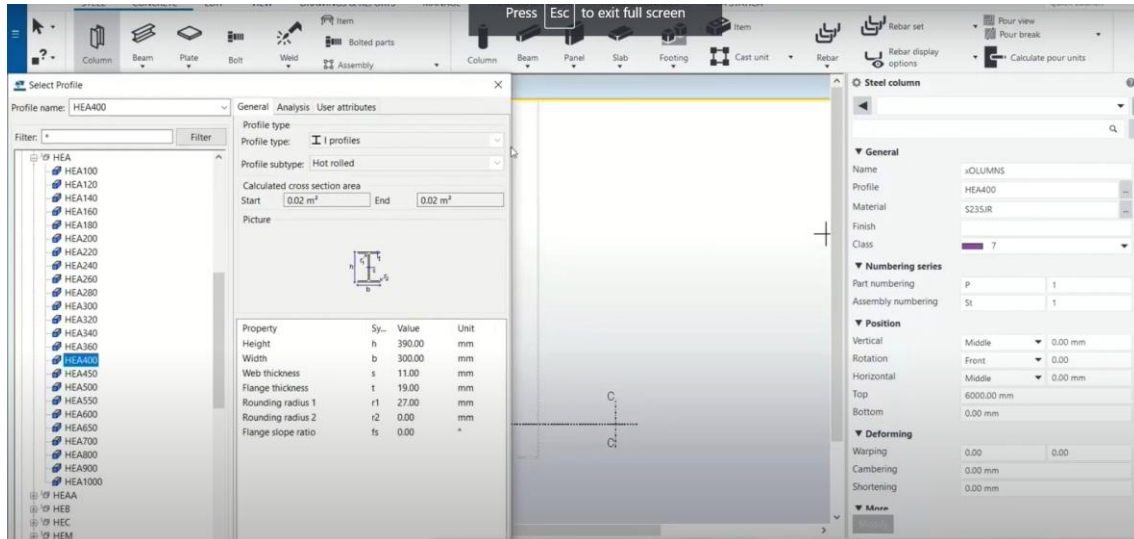 STEEL CONCRETE EDIT VIEW DRAWINGS & REPORTS MANAGE
Press Esc to exit full screen
Column
Beam
Plate
Bolt
Weld
Item
Bolted parts
Assembly
Column
Beam
Panel
Slab
Footing
Item
Cast unit
Rebar
Rebar set
Rebar display
options
Pour view
Pour break
Calculate pour units
Select Profile
Profile name: HEA400
Filter: *
Filter
HEA
HEA100
HEA120
HEA140
HEA160
HEA180
HEA200
HEA220
HEA240
HEA260
HEA280
HEA300
HEA320
HEA340
HEA360
HEA400
HEA450
HEA500
HEA550
HEA600
HEA650
HEA700
HEA800
HEA900
HEA1000
HEAA
HEB
HEC
HEM
General Analysis User attributes
Profile type
Profile type: I profiles
Profile subtype: Hot rolled
Calculated cross section area
Start 0.02 m² End 0.02 m²
Picture
h
b
Property Sy... Value Unit
Height h 390.00 mm
Width b 300.00 mm
Web thickness s 11.00 mm
Flange thickness t 19.00 mm
Rounding radius 1 r1 27.00 mm
Rounding radius 2 r2 0.00 mm
Flange slope ratio fs 0.00 °
C
C
Steel column
General
Name xOLUMNS
Profile HEA400
Material S235JR
Finish
Class 7
Numbering series
Part numbering P 1
Assembly numbering St 1
Position
Vertical Middle 0.00 mm
Rotation Front 0.00
Horizontal Middle 0.00 mm
Top 6000.00 mm
Bottom 0.00 mm
Deforming
Warping 0.00 0.00
Cambering 0.00 mm
Shortening 0.00 mm
More
Modify